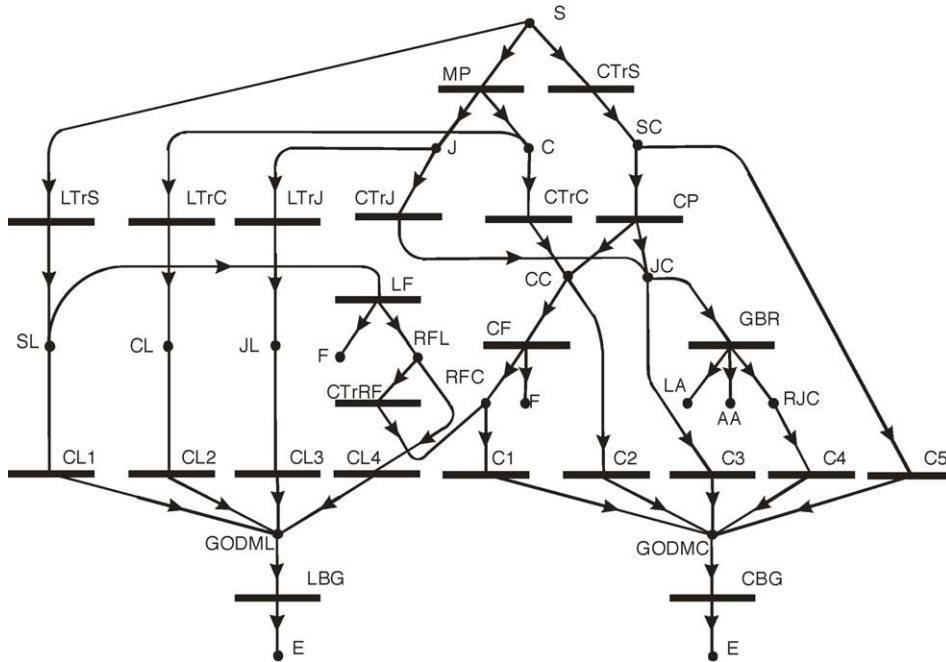 S
MP
CTrS
J
C
SC
LTrS
LTrC
LTrJ
CTrJ
CTrC
CP
CC
JC
LF
SL
CL
JL
F
RFL
CF
GBR
RFC
CTrRF
F
LA
AA
RJC
CL1
CL2
CL3
CL4
C1
C2
C3
C4
C5
GODML
GODMC
LBG
CBG
E
E